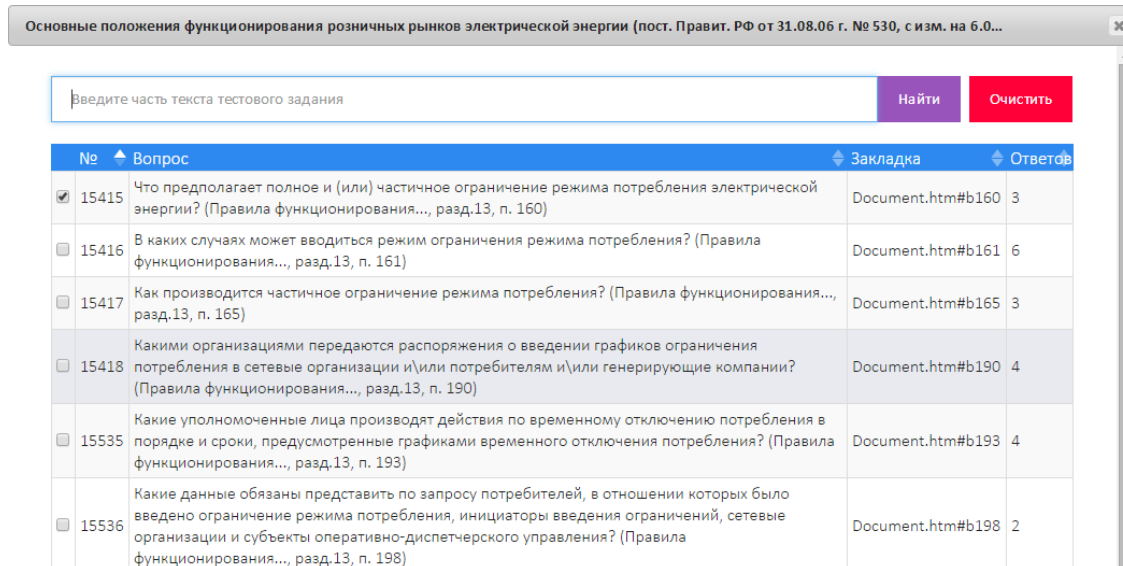 Основные положения функционирования розничных рынков электрической энергии (пост. Правит. РФ от 31.08.06 г. № 530, с изм. на 6.0...
Введите часть текста тестового задания
Найти
Очистить
№ Вопрос Закладка Ответов
15415 Что предполагает полное и (или) частичное ограничение режима потребления электрической Document.htm#b160 3
энергии? (Правила функционирования..., разд.13, п. 160)
15416 В каких случаях может вводиться режим ограничения режима потребления? (Правила Document.htm#b161 6
функционирования..., разд.13, п. 161)
15417 Как производится частичное ограничение режима потребления? (Правила функционирования..., Document.htm#b165 3
разд.13, п. 165)
Какими организациями передаются распоряжения о введении графиков ограничения
15418 потребления в сетевые организации и\или потребителям и\или генерирующие компании? Document.htm#b190 4
(Правила функционирования..., разд.13, п. 190)
Какие уполномоченные лица производят действия по временному отключению потребления в
15535 порядке и сроки, предусмотренные графиками временного отключения потребления? (Правила Document.htm#b193 4
функционирования..., разд.13, п. 193)
Какие данные обязаны представить по запросу потребителей, в отношении которых было
15536 введено ограничение режима потребления, инициаторы введения ограничений, сетевые Document.htm#b198 2
организации и субъекты оперативно-диспетчерского управления? (Правила
функционирования..., разд.13, п. 198)